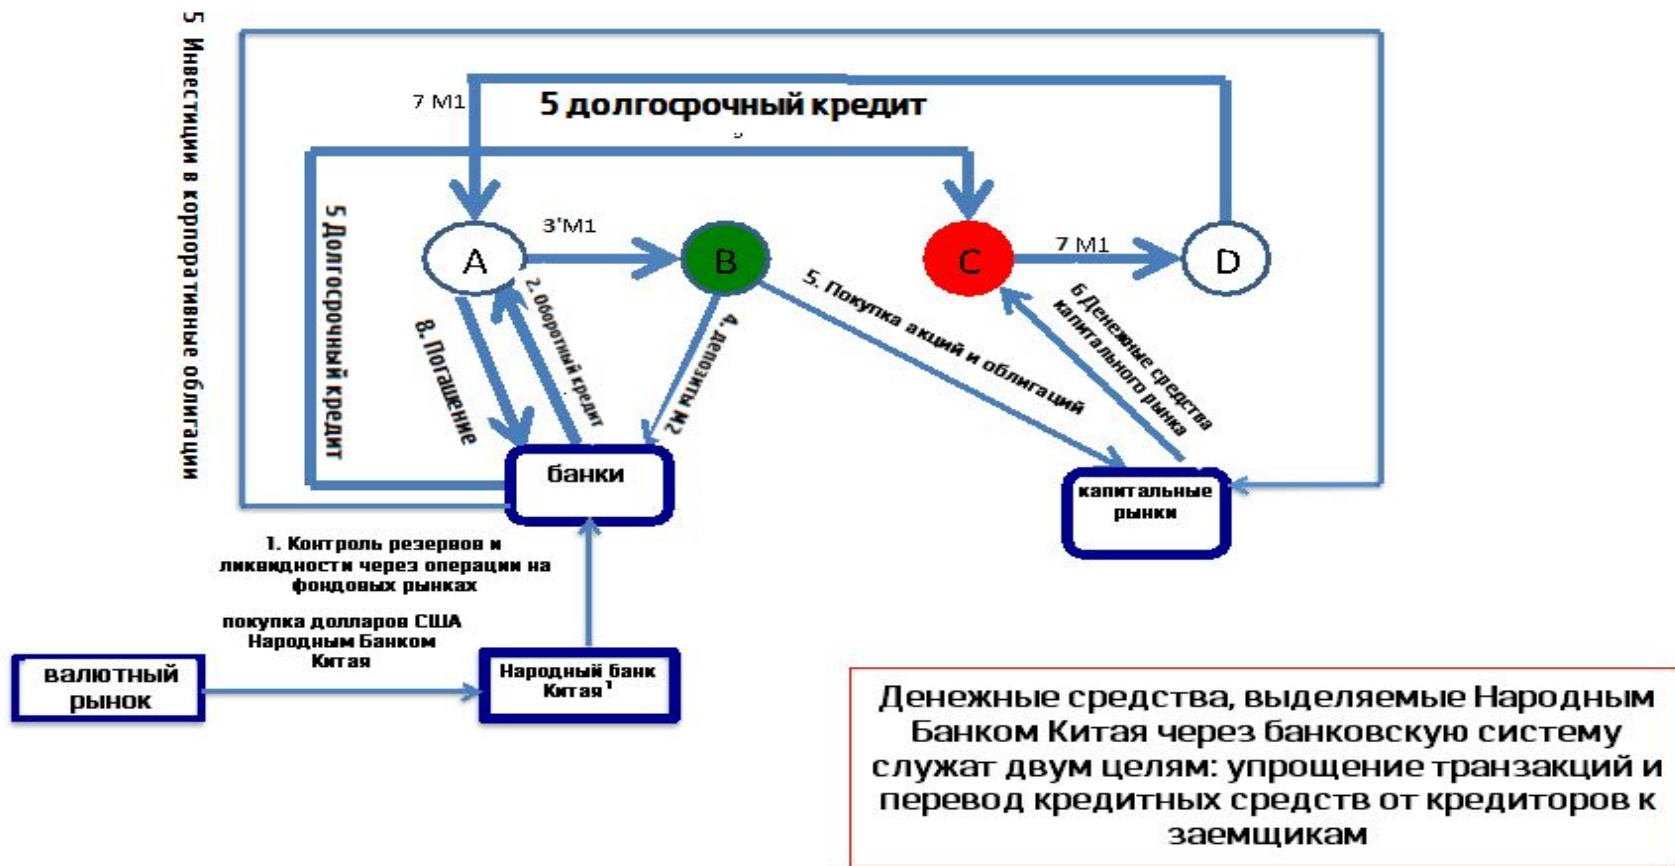 5 Инвестиции в корпоративные облигации
7 М1
5 долгосрочный кредит
5 Долгосрочный кредит
A
3'М1
B
C
7 М1
D
8. Погашение
2. Оборотный кредит
4. депозиты М2
5. Покупка акций и облигаций
6 Денежные средства
капитального рынка
банки
капитальные
рынки
1. Контроль резервов и
ликвидности через операции на
фондовых рынках
покупка долларов США
Народным Банком
Китая
валютный
рынок
Народный банк
Китая¹
Денежные средства, выделяемые Народным
Банком Китая через банковскую систему
служат двум целям: упрощение транзакций и
перевод кредитных средств от кредиторов к
заемщикам